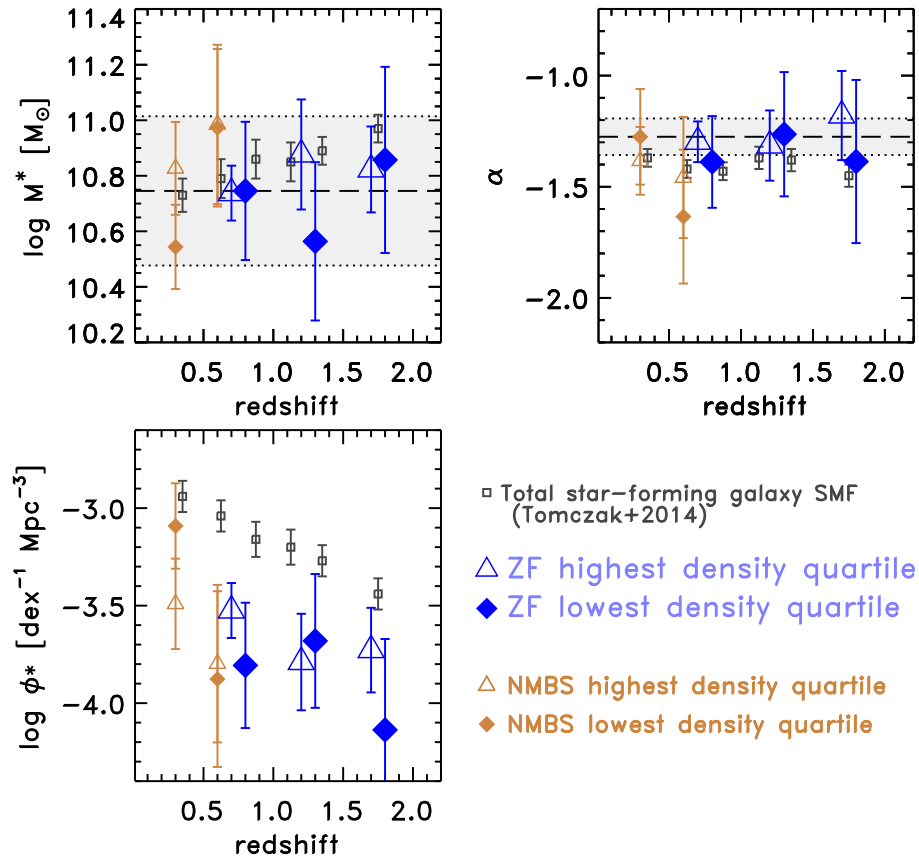 11.4
11.2
11.0
10.8
10.6
10.4
10.2
log M* [M⊙]
0.5 1.0 1.5 2.0
redshift
−1.0
−1.5
−2.0
α
0.5 1.0 1.5 2.0
redshift
−3.0
−3.5
−4.0
log ϕ* [dex⁻¹ Mpc⁻³]
0.5 1.0 1.5 2.0
redshift
Total star−forming galaxy SMF
(Tomczak+2014)
ZF highest density quartile
ZF lowest density quartile
NMBS highest density quartile
NMBS lowest density quartile